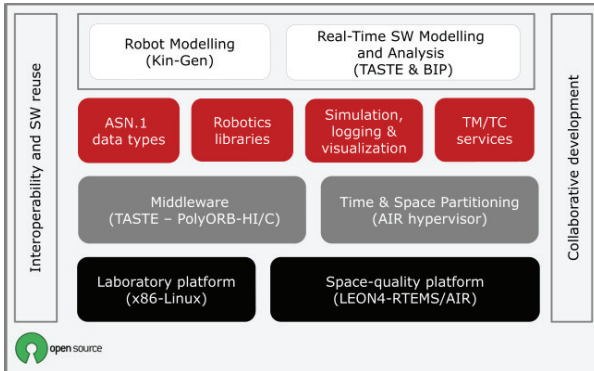 Interoperability and SW reuse
Robot Modelling
(Kin-Gen)
Real-Time SW Modelling
and Analysis
(TASTE & BIP)
ASN.1
data types
Robotics
libraries
Simulation,
logging &
visualization
TM/TC
services
Middleware
(TASTE – PolyORB-HI/C)
Time & Space Partitioning
(AIR hypervisor)
Laboratory platform
(x86-Linux)
Space-quality platform
(LEON4-RTEMS/AIR)
Collaborative development
open source